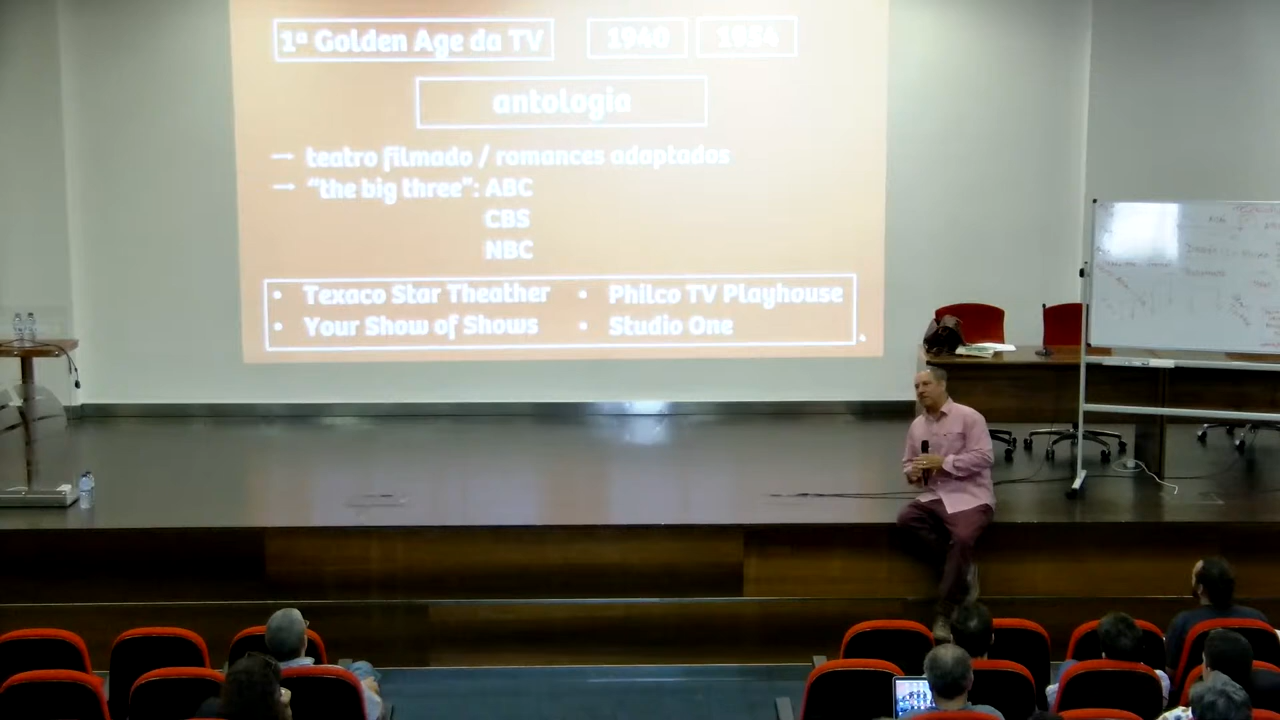 1ª Golden Age da TV 1940 1954
antologia
→ teatro filmado / romances adaptados
→ "the big three": ABC
CBS
NBC
• Texaco Star Theather • Philco TV Playhouse
• Your Show of Shows • Studio One